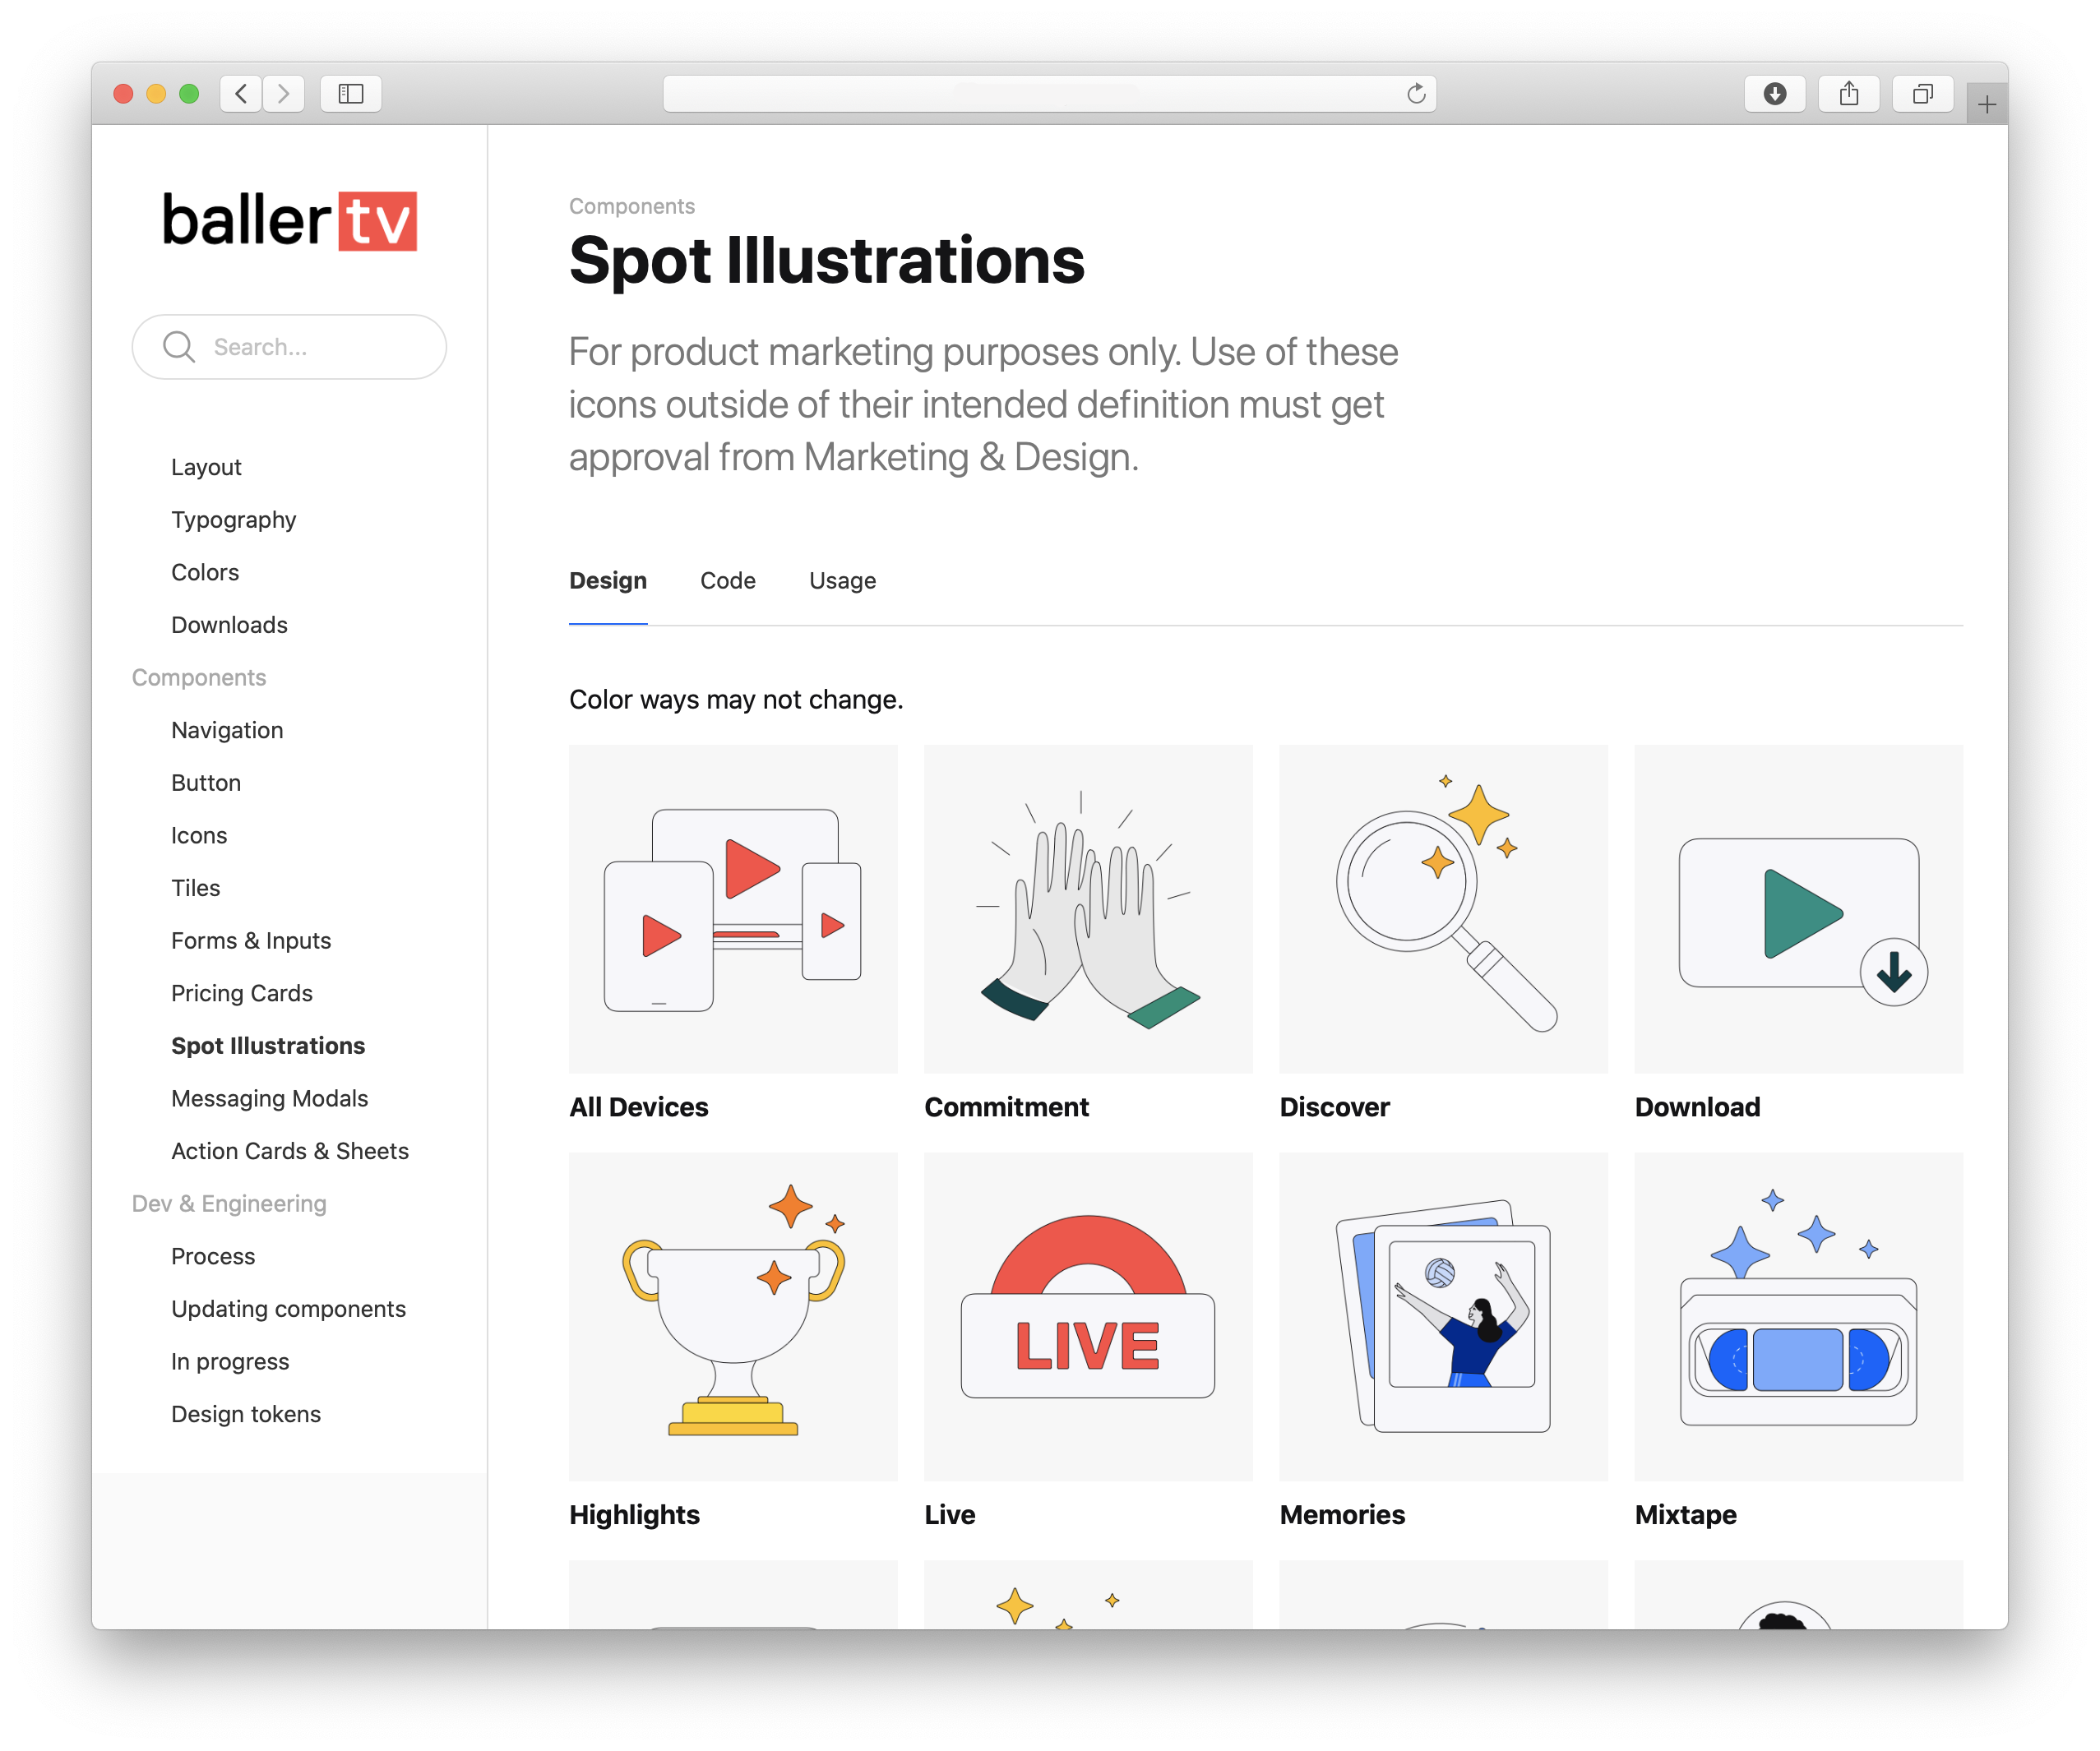 ballertv
Search...
Layout
Typography
Colors
Downloads
Components
Navigation
Button
Icons
Tiles
Forms & Inputs
Pricing Cards
Spot Illustrations
Messaging Modals
Action Cards & Sheets
Dev & Engineering
Process
Updating components
In progress
Design tokens
Components
Spot Illustrations
For product marketing purposes only. Use of these
icons outside of their intended definition must get
approval from Marketing & Design.
Design Code Usage
Color ways may not change.
All Devices Commitment Discover Download
LIVE
Highlights Live Memories Mixtape